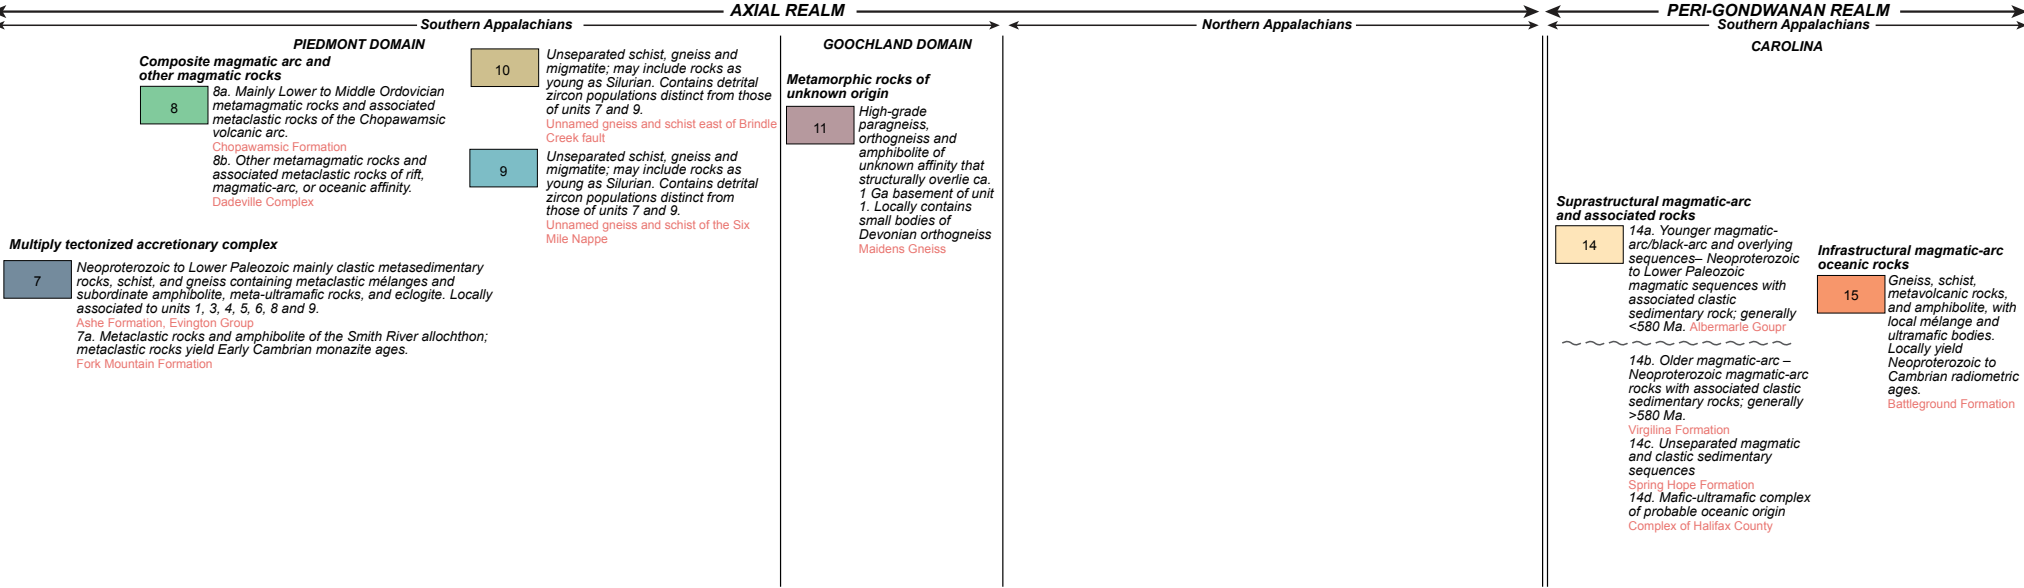 AXIAL REALM
PERI-GONDWANAN REALM
Southern Appalachians
Northern Appalachians
Southern Appalachians
PIEDMONT DOMAIN
Composite magmatic arc and
other magmatic rocks
8
8a. Mainly Lower to Middle Ordovician
metamagmatic rocks and associated
metaclastic rocks of the Chopawamsic
volcanic arc.
Chopawamsic Formation
8b. Other metamagmatic rocks and
associated metaclastic rocks of rift,
magmatic-arc, or oceanic affinity.
Dadeville Complex
10
Unseparated schist, gneiss and
migmatite; may include rocks as
young as Silurian. Contains detrital
zircon populations distinct from those
of units 7 and 9.
Unnamed gneiss and schist east of Brindle
Creek fault
9
Unseparated schist, gneiss and
migmatite; may include rocks as
young as Silurian. Contains detrital
zircon populations distinct from
those of units 7 and 9.
Unnamed gneiss and schist of the Six
Mile Nappe
Multiply tectonized accretionary complex
7
Neoproterozoic to Lower Paleozoic mainly clastic metasedimentary
rocks, schist, and gneiss containing metaclastic mélanges and
subordinate amphibolite, meta-ultramafic rocks, and eclogite. Locally
associated to units 1, 3, 4, 5, 6, 8 and 9.
Ashe Formation, Evington Group
7a. Metaclastic rocks and amphibolite of the Smith River allochthon;
metaclastic rocks yield Early Cambrian monazite ages.
Fork Mountain Formation
GOOCHLAND DOMAIN
Metamorphic rocks of
unknown origin
11
High-grade
paragneiss,
orthogneiss and
amphibolite of
unknown affinity that
structurally overlie ca.
1 Ga basement of unit
1. Locally contains
small bodies of
Devonian orthogneiss
Maidens Gneiss
CAROLINA
Suprastructural magmatic-arc
and associated rocks
14
14a. Younger magmatic-
arc/black-arc and overlying
sequences– Neoproterozoic
to Lower Paleozoic
magmatic sequences with
associated clastic
sedimentary rock; generally
<580 Ma. Albermarle Goupr
14b. Older magmatic-arc –
Neoproterozoic magmatic-arc
rocks with associated clastic
sedimentary rocks; generally
>580 Ma.
Virgilina Formation
14c. Unseparated magmatic
and clastic sedimentary
sequences
Spring Hope Formation
14d. Mafic-ultramafic complex
of probable oceanic origin
Complex of Halifax County
Infrastructural magmatic-arc
oceanic rocks
15
Gneiss, schist,
metavolcanic rocks,
and amphibolite, with
local mélange and
ultramafic bodies.
Locally yield
Neoproterozoic to
Cambrian radiometric
ages.
Battleground Formation